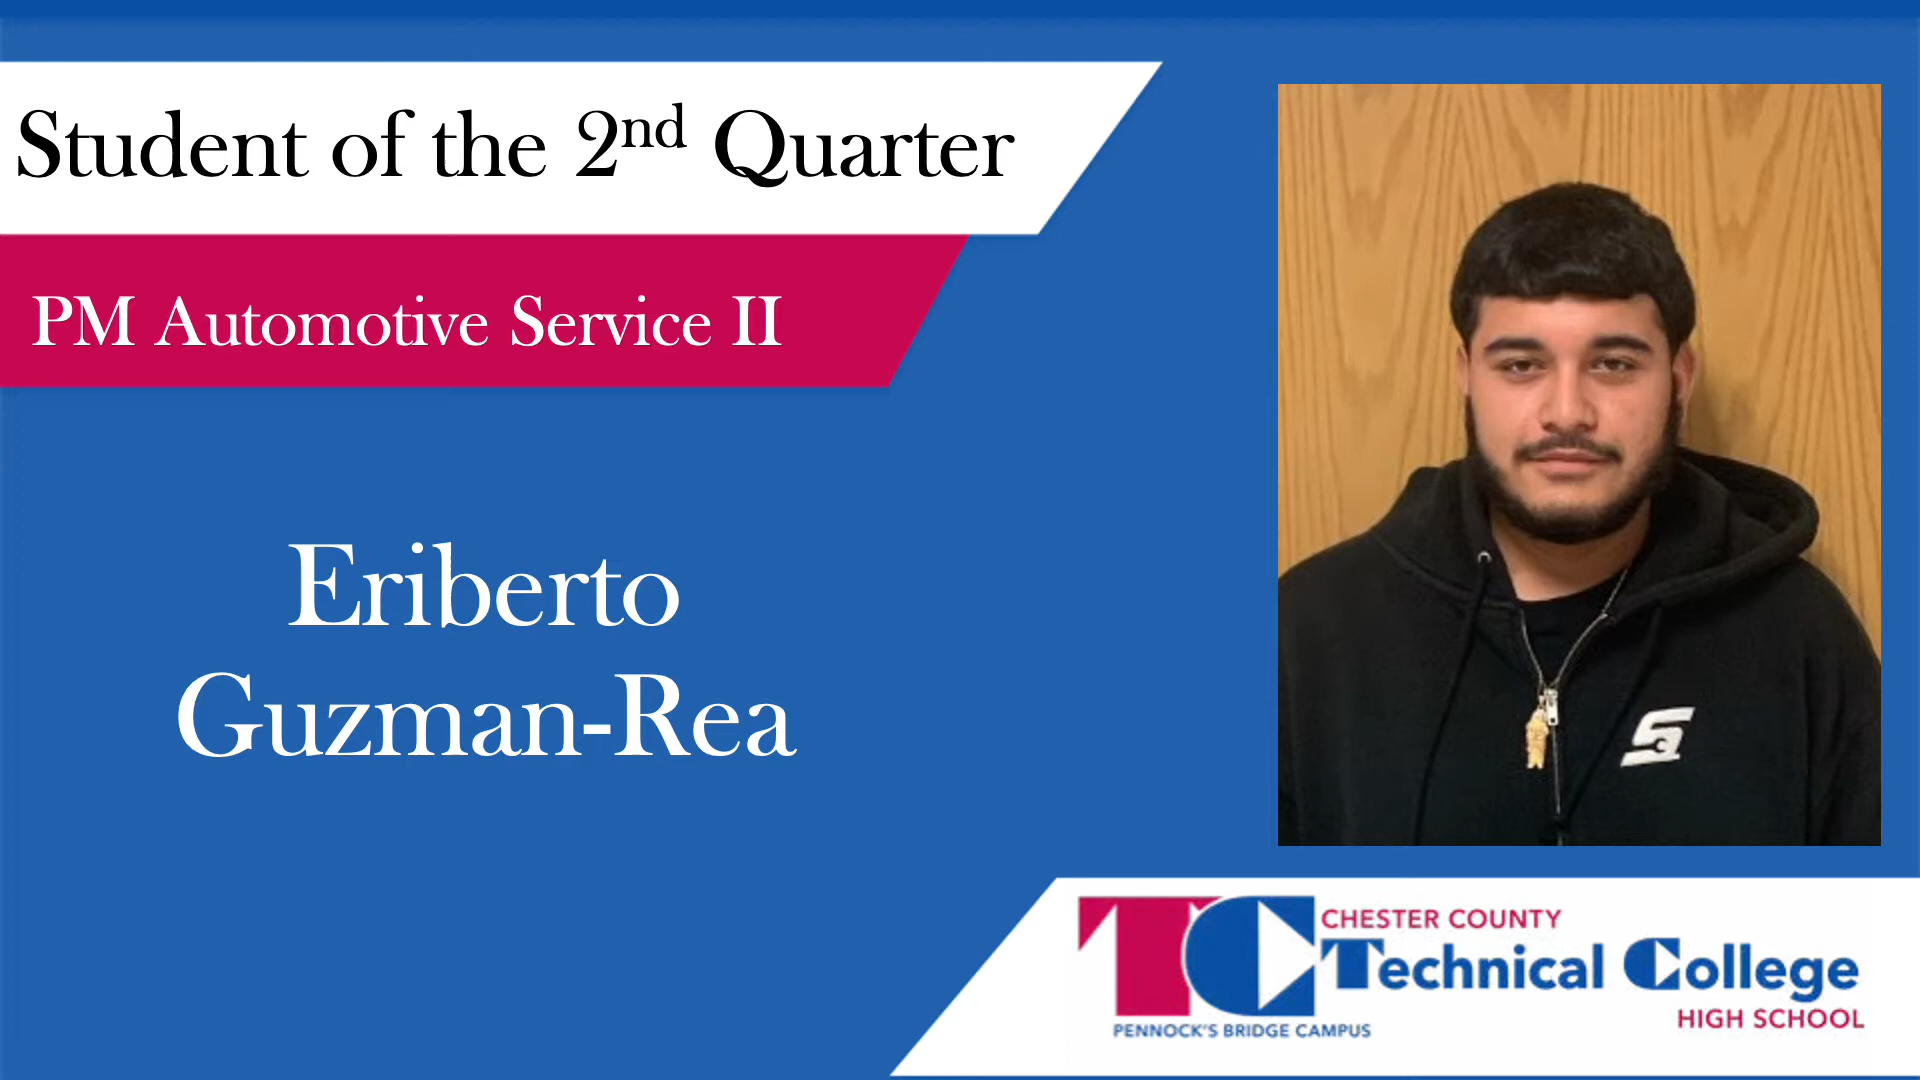 Student of the 2nd Quarter
PM Automotive Service II
Eriberto
Guzman-Rea
TC
CHESTER COUNTY
Technical College
HIGH SCHOOL
PENNOCK'S BRIDGE CAMPUS